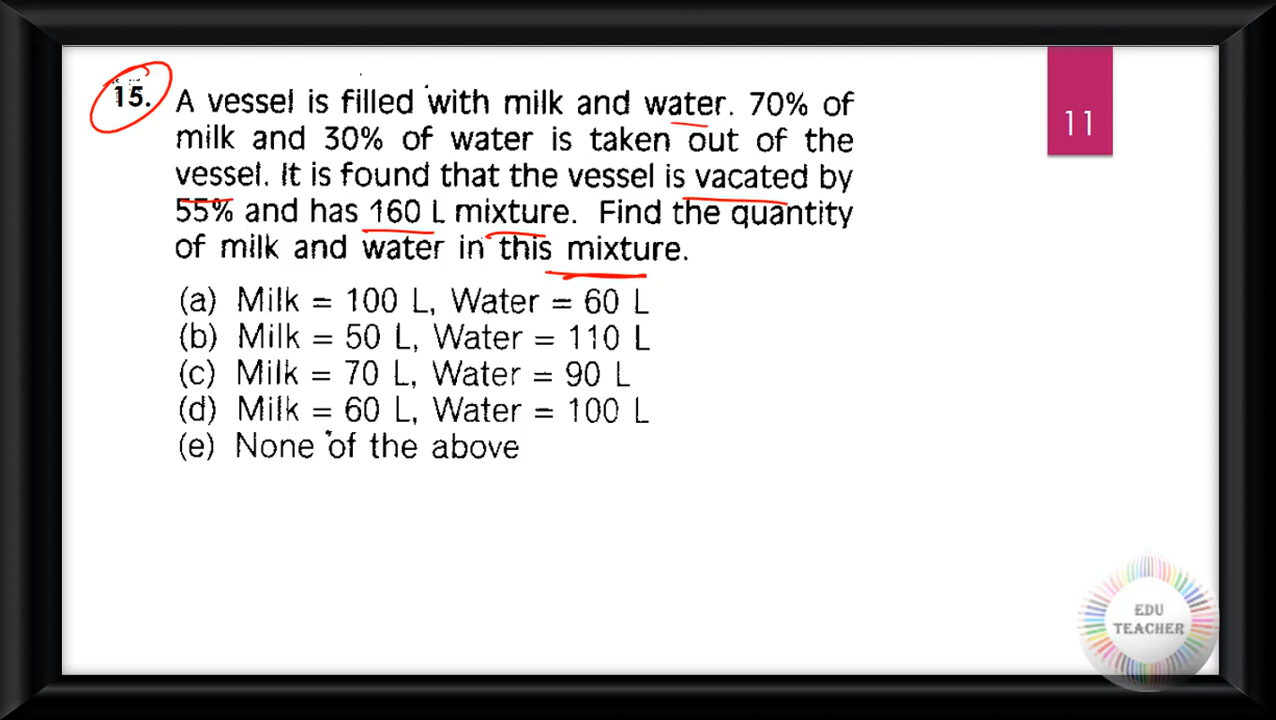 15. A vessel is filled with milk and water. 70% of
milk and 30% of water is taken out of the
vessel. It is found that the vessel is vacated by
55% and has 160 L mixture. Find the quantity
of milk and water in this mixture.
(a) Milk = 100 L, Water = 60 L
(b) Milk = 50 L, Water = 110 L
(c) Milk = 70 L, Water = 90 L
(d) Milk = 60 L, Water = 100 L
(e) None of the above
11
EDU
TEACHER